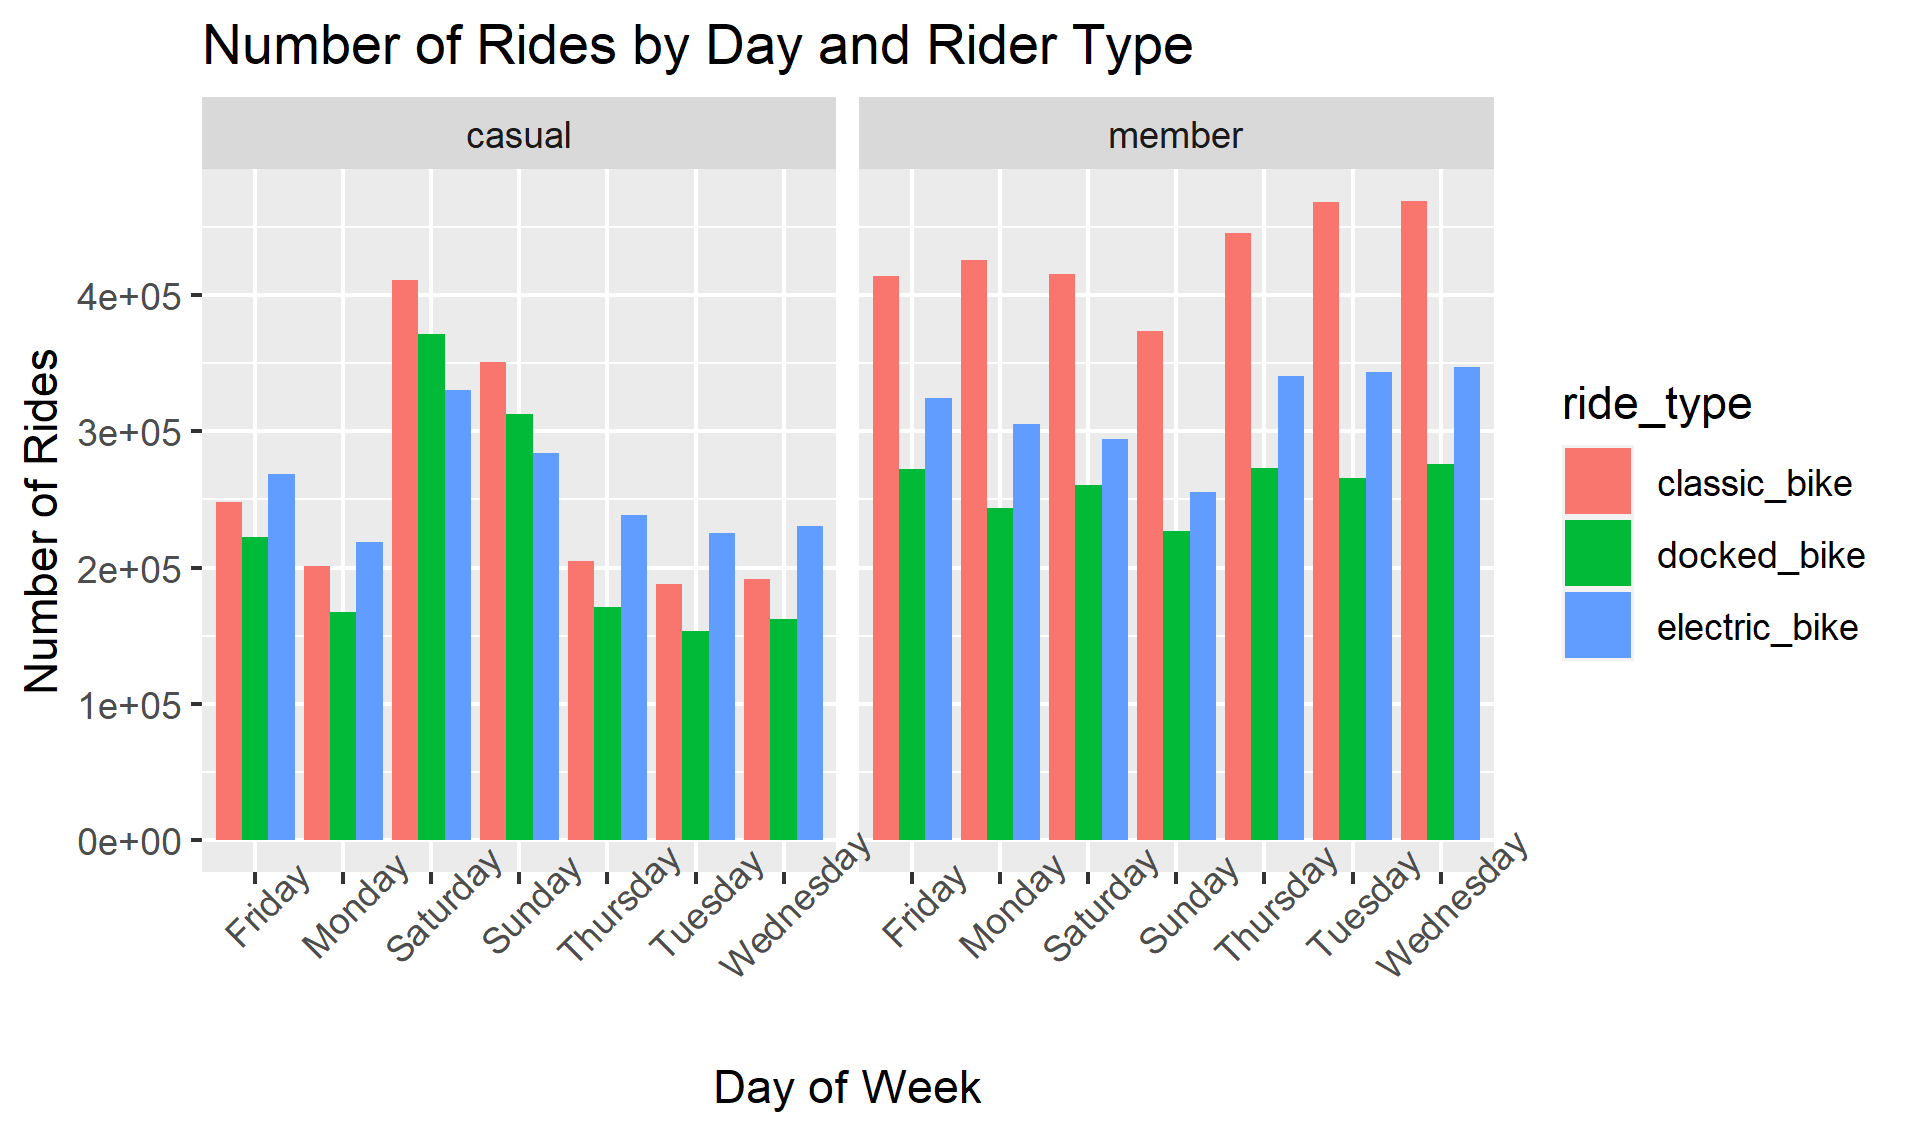 Number of Rides by Day and Rider Type
casual
member
Number of Rides
4e+05
3e+05
2e+05
1e+05
0e+00
Friday
Monday
Saturday
Sunday
Thursday
Tuesday
Wednesday
Friday
Monday
Saturday
Sunday
Thursday
Tuesday
Wednesday
Day of Week
ride_type
classic_bike
docked_bike
electric_bike